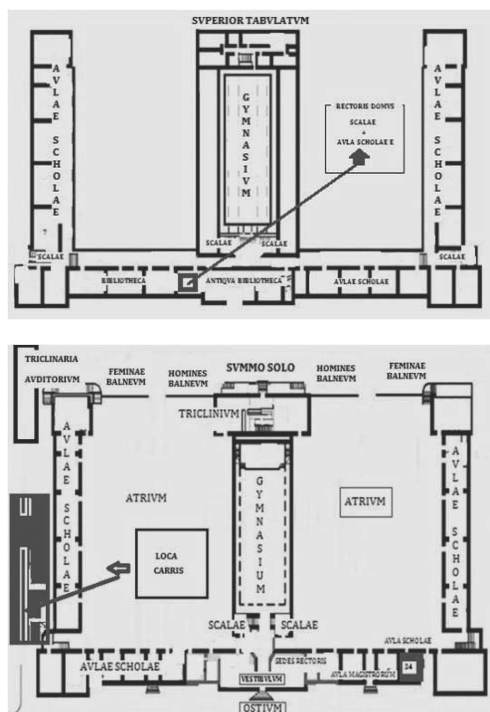 SVPERIOR TABVLATVM
AVLAE SCHOLAE
GYMNASIVM
AVLAE SCHOLAE
RECTORIS DOMVS
SCALAE
+
AVLA SCHOLAE E
SCALAE
SCALAE
SCALAE
SCALAE
BIBLIOTHECA
ANTIQVA BIBLIOTHECA
AVLAE SCHOLAE
TRICLINARIA
AVDITORIVM
FEMINAE
BALNEVM
HOMINES
BALNEVM
SVMMO SOLO
HOMINES
BALNEVM
FEMINAE
BALNEVM
TRICLINIVM
AVLAE SCHOLAE
GYMNASIUM
AVLAE SCHOLAE
ATRIVM
ATRIVM
LOCA
CARRIS
SCALAE
SCALAE
AVLA SCHOLAE
AVLAE SCHOLAE
SEDES RECTORIS
AVLA MAGISTRORVM
24
VESTIBVLVM
OSTIVM